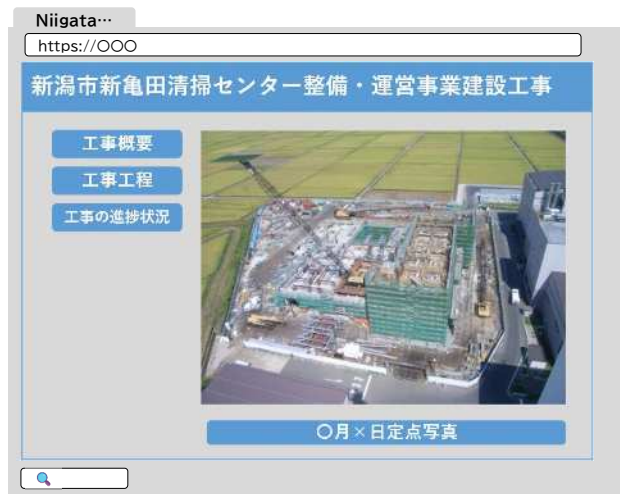 Niigata…
https://〇〇〇
新潟市新亀田清掃センター整備・運営事業建設工事
工事概要
工事工程
工事の進捗状況
〇月×日定点写真